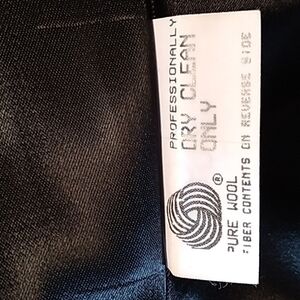 PROFESSIONALLY
DRY CLEAN
ONLY
®
PURE WOOL
FIBER CONTENTS ON REVERSE SIDE